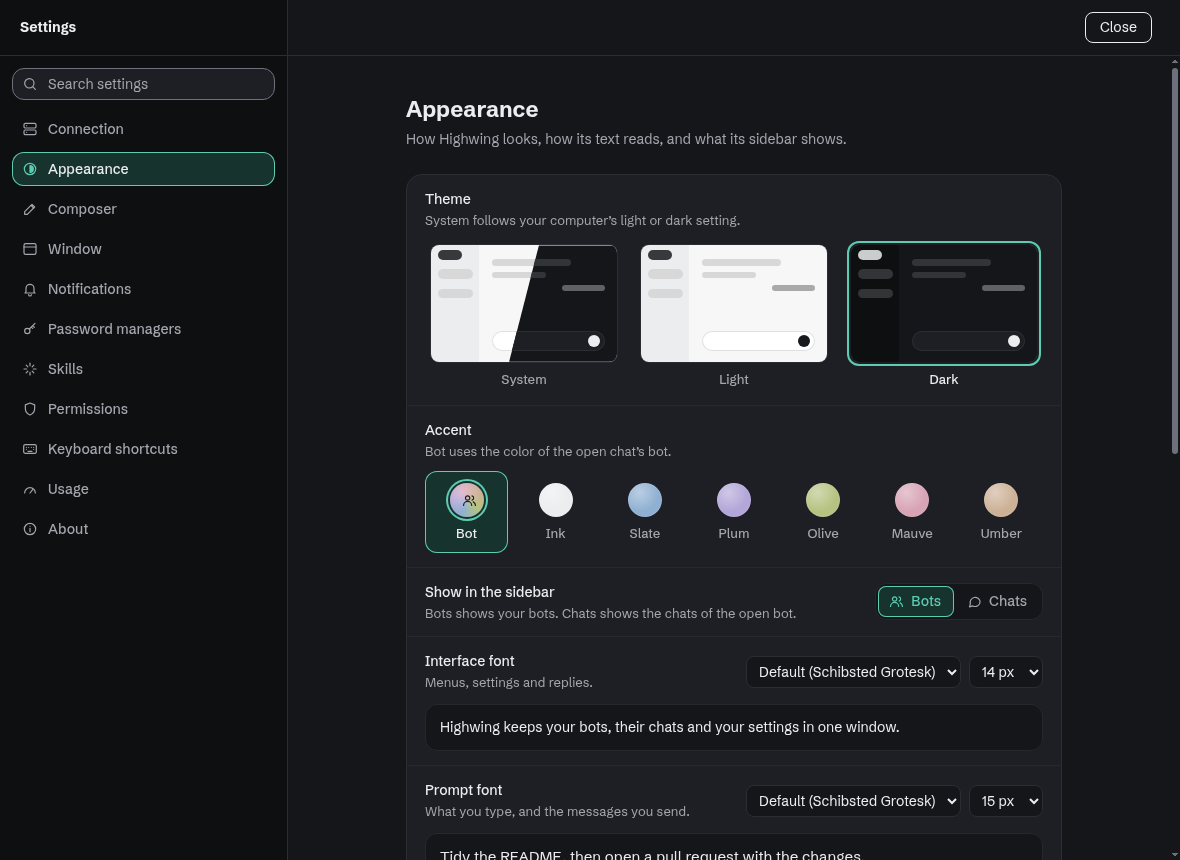 Settings
Close
Search settings
Connection
Appearance
Composer
Window
Notifications
Password managers
Skills
Permissions
Keyboard shortcuts
Usage
About
Appearance
How Highwing looks, how its text reads, and what its sidebar shows.
Theme
System follows your computer's light or dark setting.
System
Light
Dark
Accent
Bot uses the color of the open chat's bot.
Bot
Ink
Slate
Plum
Olive
Mauve
Umber
Show in the sidebar
Bots shows your bots. Chats shows the chats of the open bot.
Bots
Chats
Interface font
Menus, settings and replies.
Default (Schibsted Grotesk)
14 px
Highwing keeps your bots, their chats and your settings in one window.
Prompt font
What you type, and the messages you send.
Default (Schibsted Grotesk)
15 px
Tidy the README, then open a pull request with the changes.